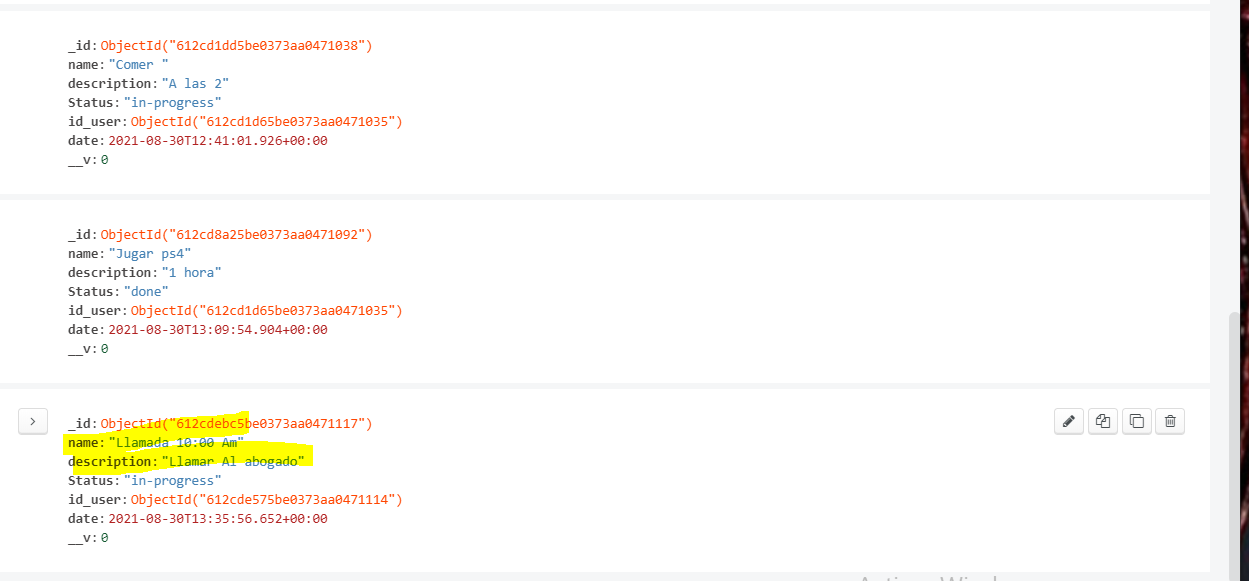 _id: ObjectId("612cd1dd5be0373aa0471038")
name: "Comer "
description: "A las 2"
Status: "in-progress"
id_user: ObjectId("612cd1d65be0373aa0471035")
date: 2021-08-30T12:41:01.926+00:00
__v: 0
_id: ObjectId("612cd8a25be0373aa0471092")
name: "Jugar ps4"
description: "1 hora"
Status: "done"
id_user: ObjectId("612cd1d65be0373aa0471035")
date: 2021-08-30T13:09:54.904+00:00
__v: 0
_id: ObjectId("612cdebc5be0373aa0471117")
name: "Llamada 10:00 Am"
description: "Llamar Al abogado"
Status: "in-progress"
id_user: ObjectId("612cde575be0373aa0471114")
date: 2021-08-30T13:35:56.652+00:00
__v: 0